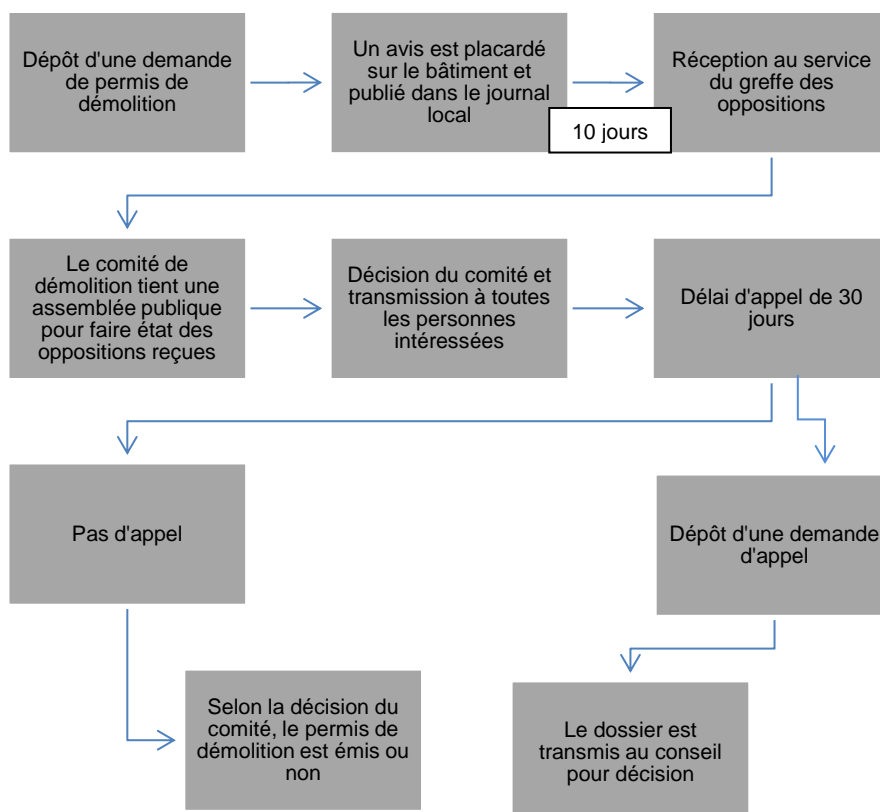 Dépôt d'une demande
de permis de
démolition
Un avis est placardé
sur le bâtiment et
publié dans le journal
local
10 jours
Réception au service
du greffe des
oppositions
Le comité de
démolition tient une
assemblée publique
pour faire état des
oppositions reçues
Décision du comité et
transmission à toutes
les personnes
intéressées
Délai d'appel de 30
jours
Pas d'appel
Dépôt d'une demande
d'appel
Selon la décision du
comité, le permis de
démolition est émis ou
non
Le dossier est
transmis au conseil
pour décision